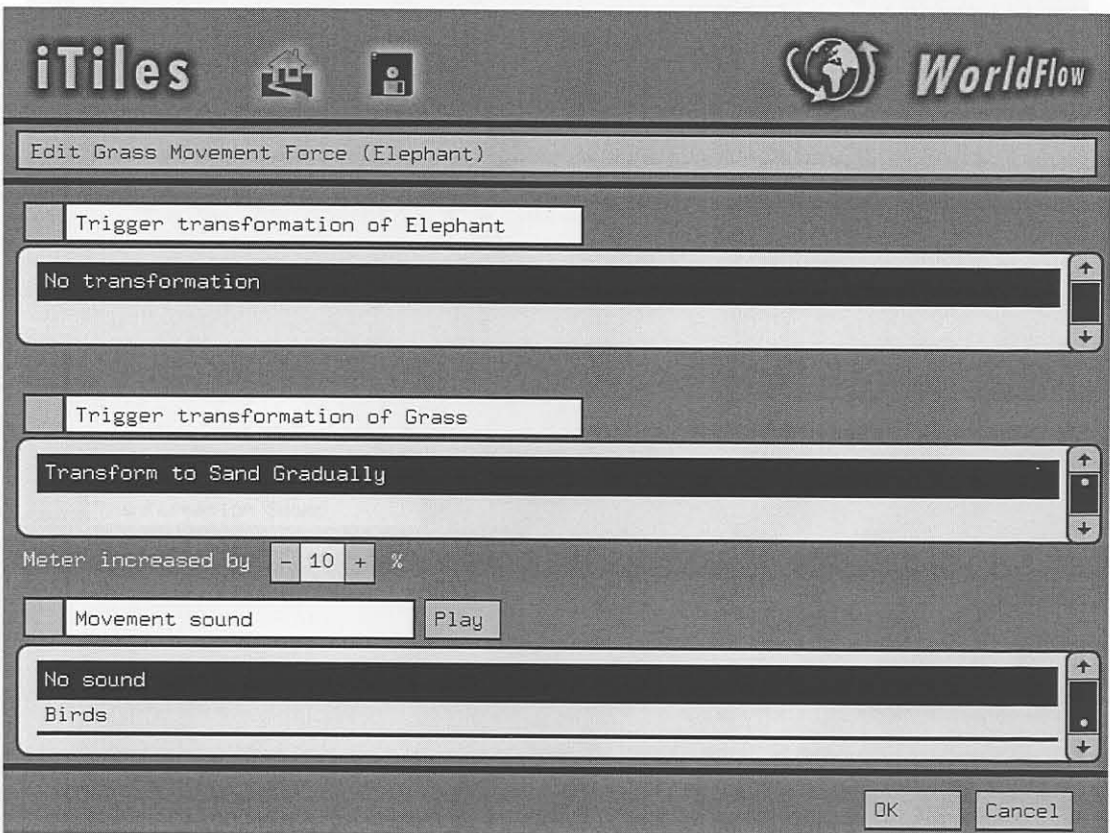 iTiles WorldFlow
Edit Grass Movement Force (Elephant)
Trigger transformation of Elephant
No transformation
Trigger transformation of Grass
Transform to Sand Gradually
Meter increased by - 10 + %
Movement sound Play
No sound
Birds
OK Cancel